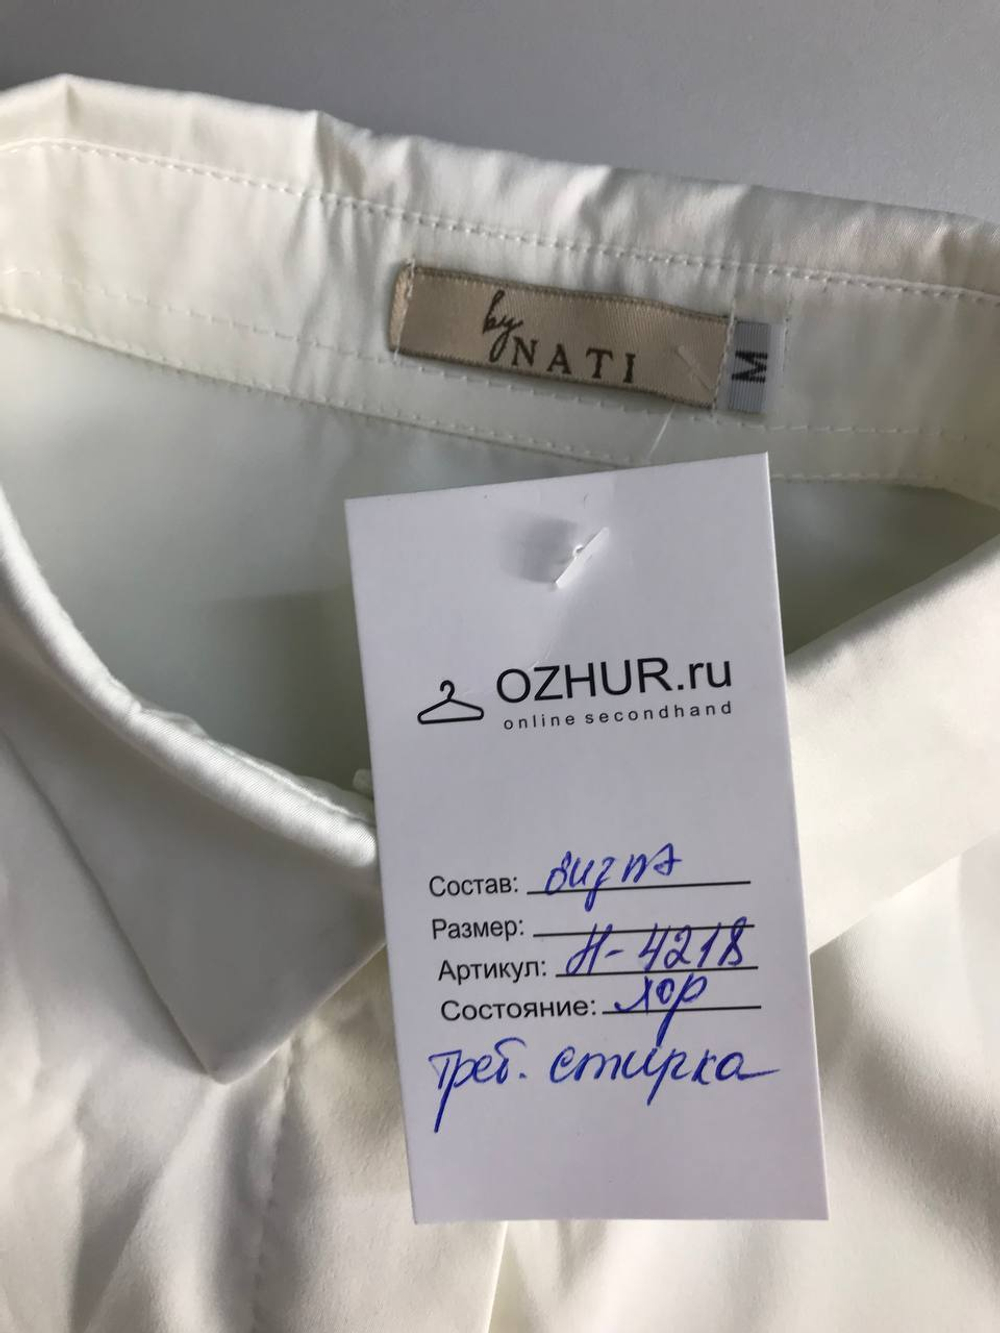 by
NATI
M
OZHUR.ru
online secondhand
Состав:
Размер:
Артикул: Н-4218
Состояние: хор
треб. стирка